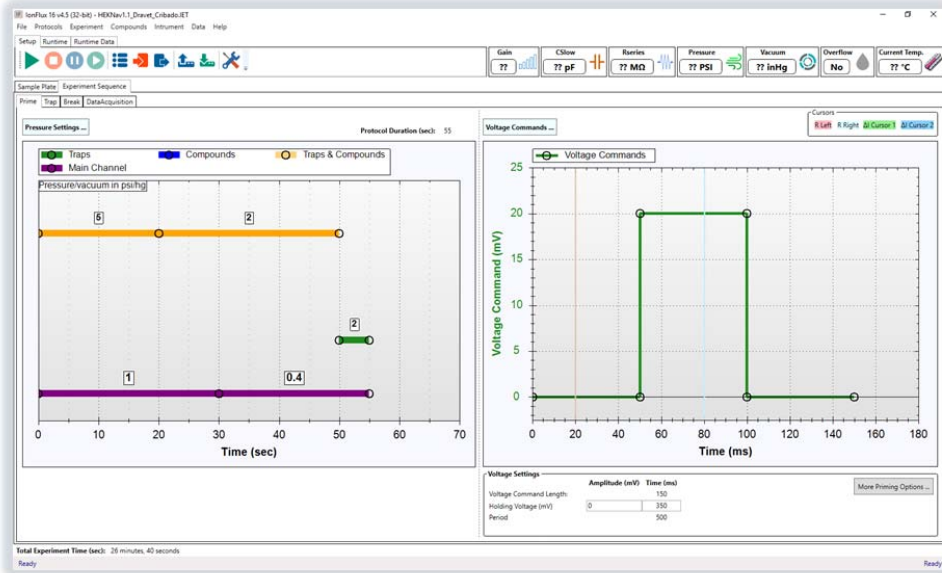 IonFlux 16 v4.5 (32-bit) - HEKNav1.1_Dravet_Cribado.IET
File Protocols Experiment Compounds Intrument Data Help
Setup Runtime Runtime Data
Gain CSlow Rseries Pressure Vacuum Overflow Current Temp.
?? ?? pF ?? MΩ ?? PSI ?? inHg No ?? °C
Sample Plate Experiment Sequence
Prime Trap Break DataAcquisition
Pressure Settings ... Protocol Duration (sec): 55
Voltage Commands ...
Cursors
R Left R Right ΔI Cursor 1 ΔI Cursor 2
Traps Compounds Traps & Compounds
Main Channel
Pressure/vacuum in psi/hg
5 2
2
1 0.4
0 10 20 30 40 50 60 70
Time (sec)
Voltage Commands
Voltage Command (mV)
25
20
15
10
5
0
0 20 40 60 80 100 120 140 160 180
Time (ms)
Voltage Settings
Amplitude (mV) Time (ms)
Voltage Command Length: 150
Holding Voltage (mV) 0 350
Period 500
More Priming Options ...
Total Experiment Time (sec): 26 minutes, 40 seconds
Ready Ready